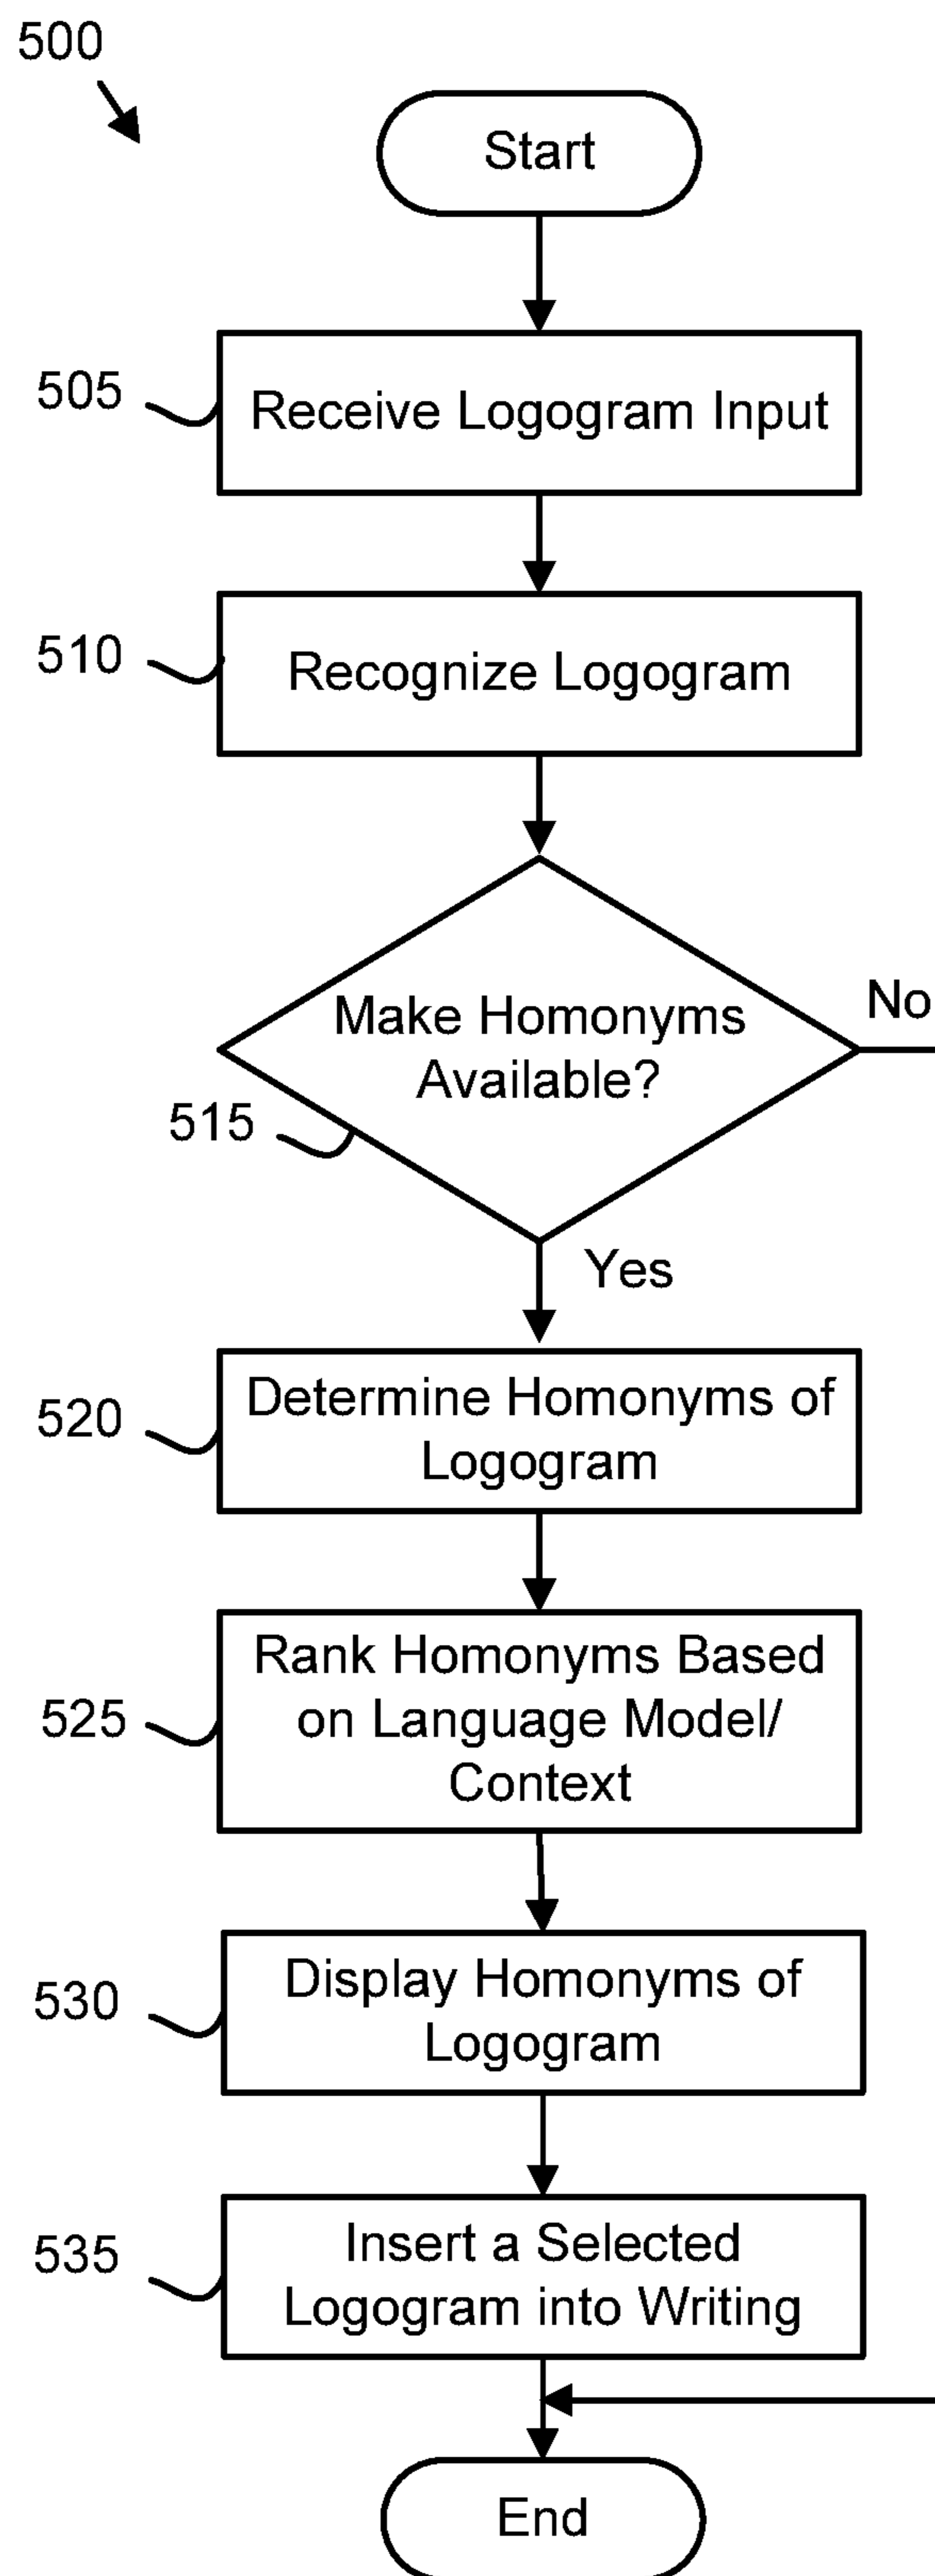 500
Start
505
Receive Logogram Input
510
Recognize Logogram
Make Homonyms
Available?
No
515
Yes
520
Determine Homonyms of
Logogram
525
Rank Homonyms Based
on Language Model/
Context
530
Display Homonyms of
Logogram
535
Insert a Selected
Logogram into Writing
End